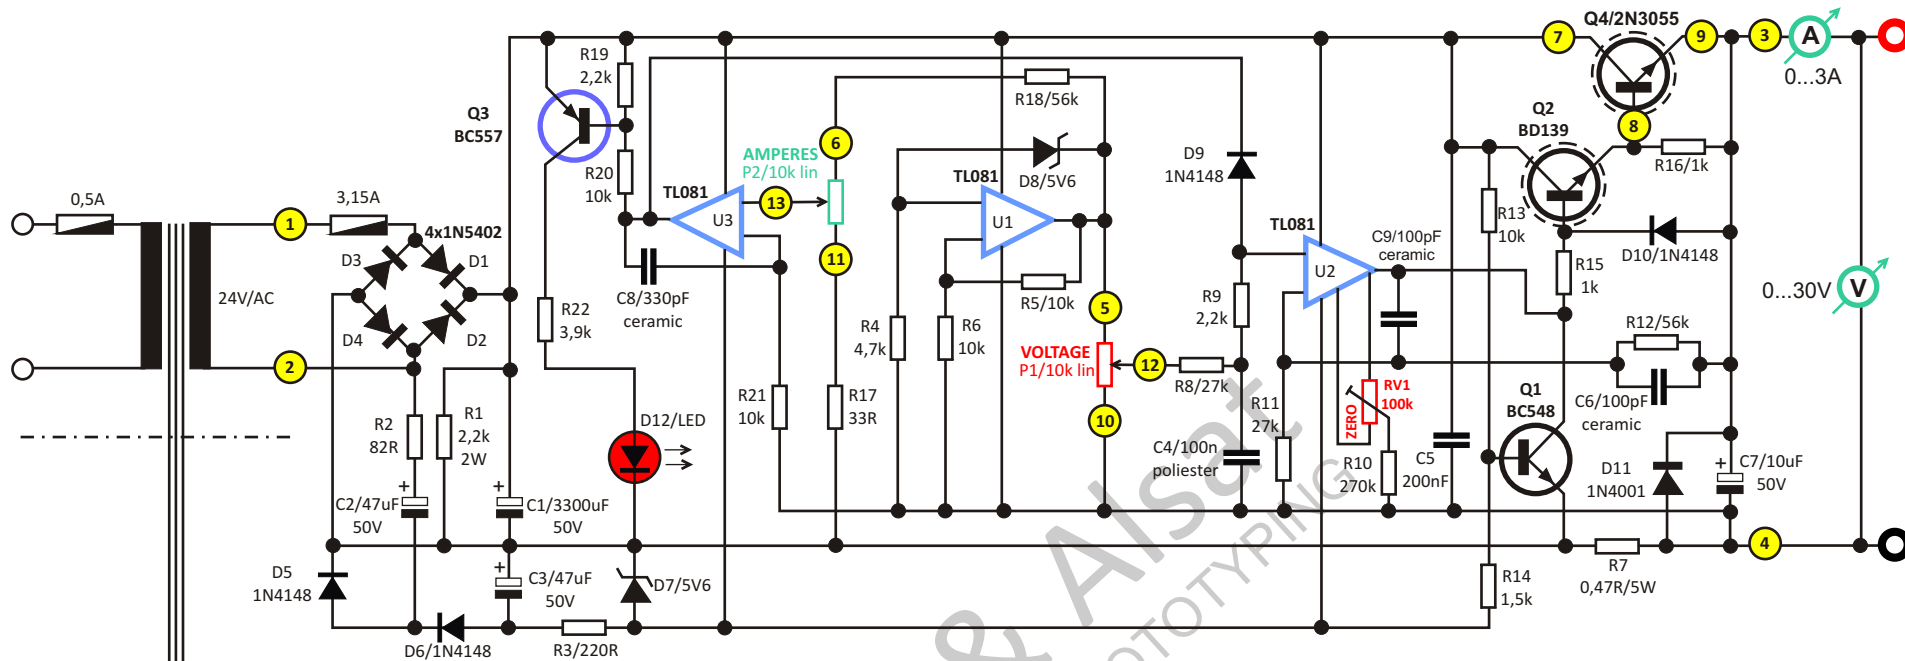 0,5A
24V/AC
1
2
3,15A
4x1N5402
D3
D1
D4
D2
R2
82R
R1
2,2k
2W
C2/47uF
50V
+
C1/3300uF
50V
+
D5
1N4148
D6/1N4148
C3/47uF
50V
+
R3/220R
D7/5V6
Q3
BC557
R19
2,2k
R20
10k
R22
3,9k
D12/LED
C8/330pF
ceramic
TL081
U3
13
AMPERES
P2/10k lin
6
11
R21
10k
R17
33R
R18/56k
D8/5V6
TL081
U1
R5/10k
R4
4,7k
R6
10k
5
VOLTAGE
P1/10k lin
12
10
R8/27k
D9
1N4148
R9
2,2k
C4/100n
poliester
R11
27k
TL081
U2
C9/100pF
ceramic
ZERO
RV1
100k
R10
270k
C5
200nF
R13
10k
R14
1,5k
Q1
BC548
Q2
BD139
Q4/2N3055
7
8
9
3
A
0...3A
R16/1k
D10/1N4148
R15
1k
R12/56k
C6/100pF
ceramic
D11
1N4001
C7/10uF
50V
+
R7
0,47R/5W
4
V
0...30V
& Alsat
OTOTYPING